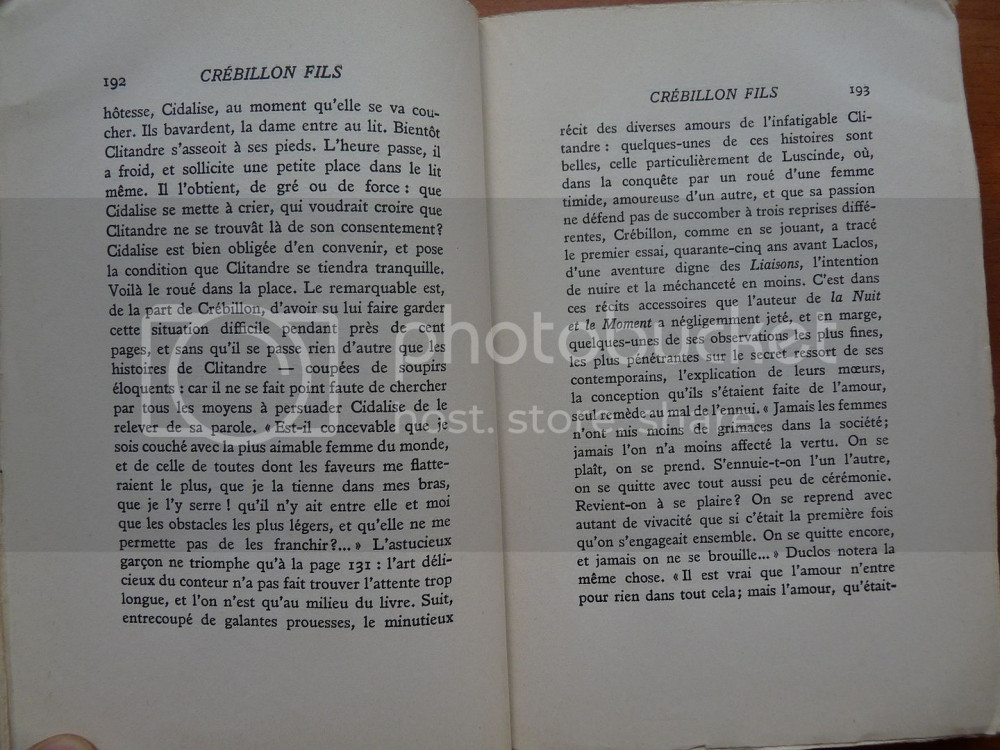 192
CRÉBILLON FILS
hôtesse, Cidalise, au moment qu'elle se va cou-
cher. Ils bavardent, la dame entre au lit. Bientôt
Clitandre s'asseoit à ses pieds. L'heure passe, il
a froid, et sollicite une petite place dans le lit
même. Il l'obtient, de gré ou de force : que
Cidalise se mette à crier, qui voudrait croire que
Clitandre ne se trouvât là de son consentement?
Cidalise est bien obligée d'en convenir, et pose
la condition que Clitandre se tiendra tranquille.
Voilà le roué dans la place. Le remarquable est,
de la part de Crébillon, d'avoir su lui faire garder
cette situation difficile pendant près de cent
pages, et sans qu'il se passe rien d'autre que les
histoires de Clitandre — coupées de soupirs
éloquents : car il ne se fait point faute de chercher
par tous les moyens à persuader Cidalise de le
relever de sa parole. « Est-il concevable que je
sois couché avec la plus aimable femme du monde,
et de celle de toutes dont les faveurs me flatte-
raient le plus, que je la tienne dans mes bras,
que je l'y serre ! qu'il n'y ait entre elle et moi
que les obstacles les plus légers, et qu'elle ne me
permette pas de les franchir?... » L'astucieux
garçon ne triomphe qu'à la page 131 : l'art déli-
cieux du conteur n'a pas fait trouver l'attente trop
longue, et l'on n'est qu'au milieu du livre. Suit,
entrecoupé de galantes prouesses, le minutieux
CRÉBILLON FILS
193
récit des diverses amours de l'infatigable Cli-
tandre : quelques-unes de ces histoires sont
belles, celle particulièrement de Luscinde, où,
dans la conquête par un roué d'une femme
timide, amoureuse d'un autre, et que sa passion
ne défend pas de succomber à trois reprises diffé-
rentes, Crébillon, comme en se jouant, a tracé
le premier essai, quarante-cinq ans avant Laclos,
d'une aventure digne des Liaisons, l'intention
de nuire et la méchanceté en moins. C'est dans
ces récits accessoires que l'auteur de la Nuit
et le Moment a négligemment jeté, et en marge,
quelques-unes de ses observations les plus fines,
les plus pénétrantes sur le secret ressort de ses
contemporains, l'explication de leurs mœurs,
la conception qu'ils s'étaient faite de l'amour,
seul remède au mal de l'ennui. « Jamais les femmes
n'ont mis moins de grimaces dans la société;
jamais l'on n'a moins affecté la vertu. On se
plaît, on se prend. S'ennuie-t-on l'un l'autre,
on se quitte avec tout aussi peu de cérémonie.
Revient-on à se plaire? On se reprend avec
autant de vivacité que si c'était la première fois
qu'on s'engageait ensemble. On se quitte encore,
et jamais on ne se brouille... » Duclos notera la
même chose. « Il est vrai que l'amour n'entre
pour rien dans tout cela; mais l'amour, qu'était-
photobucket
host. store. share.